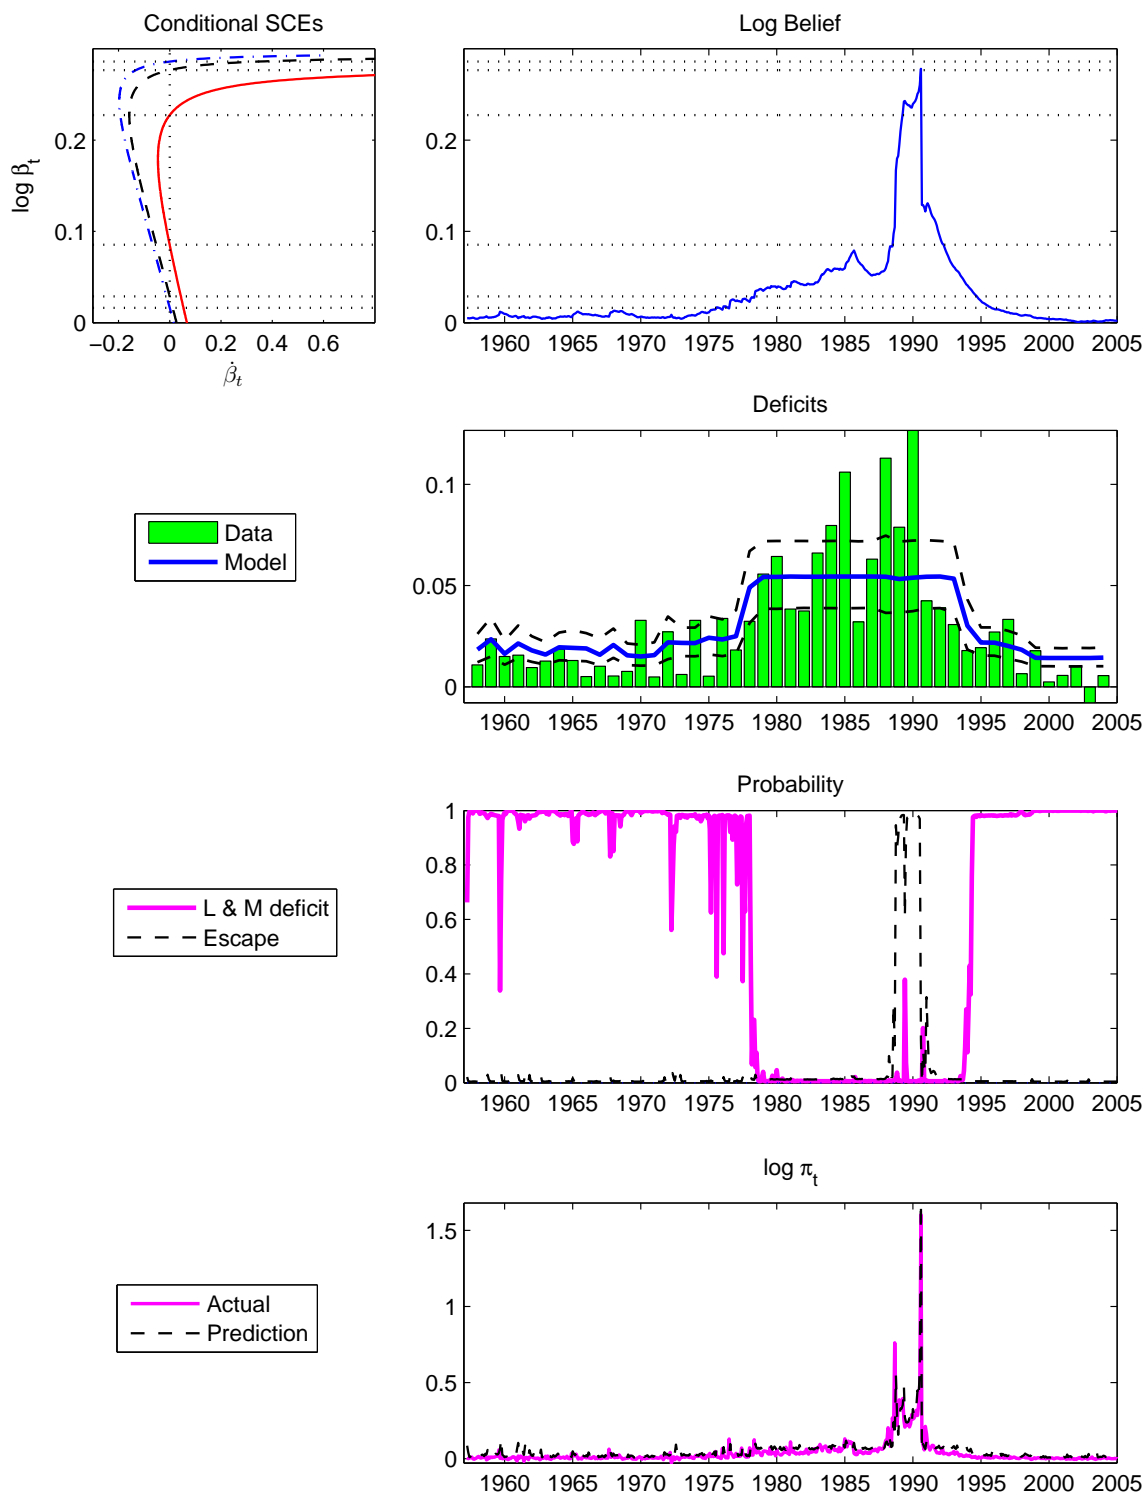 Conditional SCEs
Log Belief
log β_t
0.2
0.1
0
−0.2 0 0.2 0.4 0.6
β̇_t
0.2
0.1
0
1960 1965 1970 1975 1980 1985 1990 1995 2000 2005
Deficits
Data
Model
0.1
0.05
0
1960 1965 1970 1975 1980 1985 1990 1995 2000 2005
Probability
L & M deficit
Escape
1
0.8
0.6
0.4
0.2
0
1960 1965 1970 1975 1980 1985 1990 1995 2000 2005
log π_t
Actual
Prediction
1.5
1
0.5
0
1960 1965 1970 1975 1980 1985 1990 1995 2000 2005